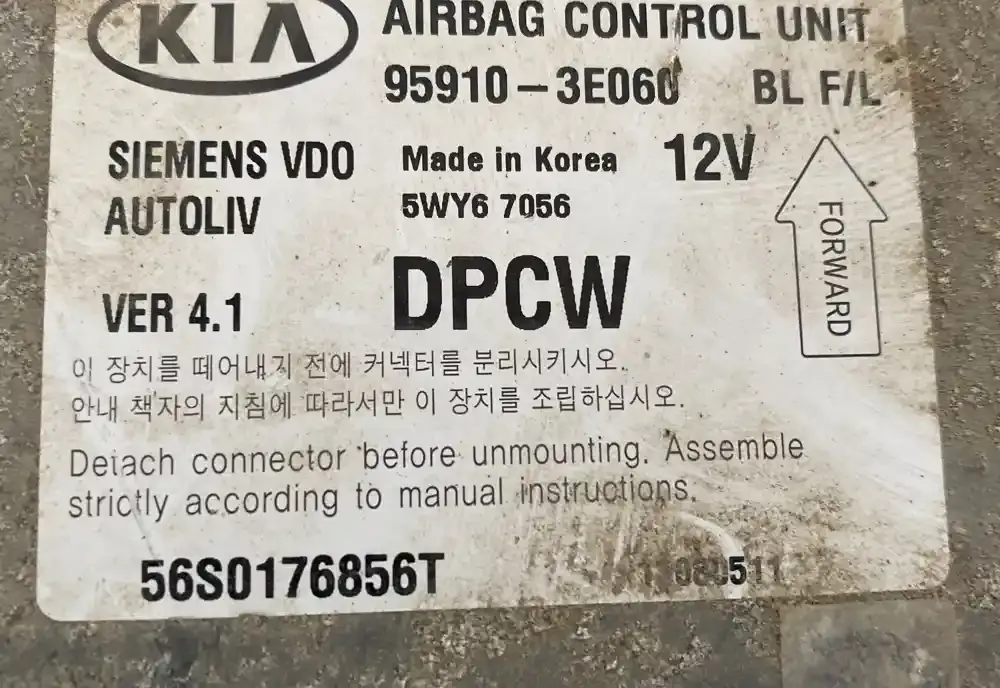 KIA
AIRBAG CONTROL UNIT
95910-3E060 BL F/L
SIEMENS VDO
AUTOLIV
Made in Korea
5WY6 7056
12V
FORWARD
VER 4.1
DPCW
이 장치를 떼어내기 전에 커넥터를 분리시키시오.
안내 책자의 지침에 따라서만 이 장치를 조립하십시오.
Detach connector before unmounting. Assemble
strictly according to manual instructions.
56S0176856T